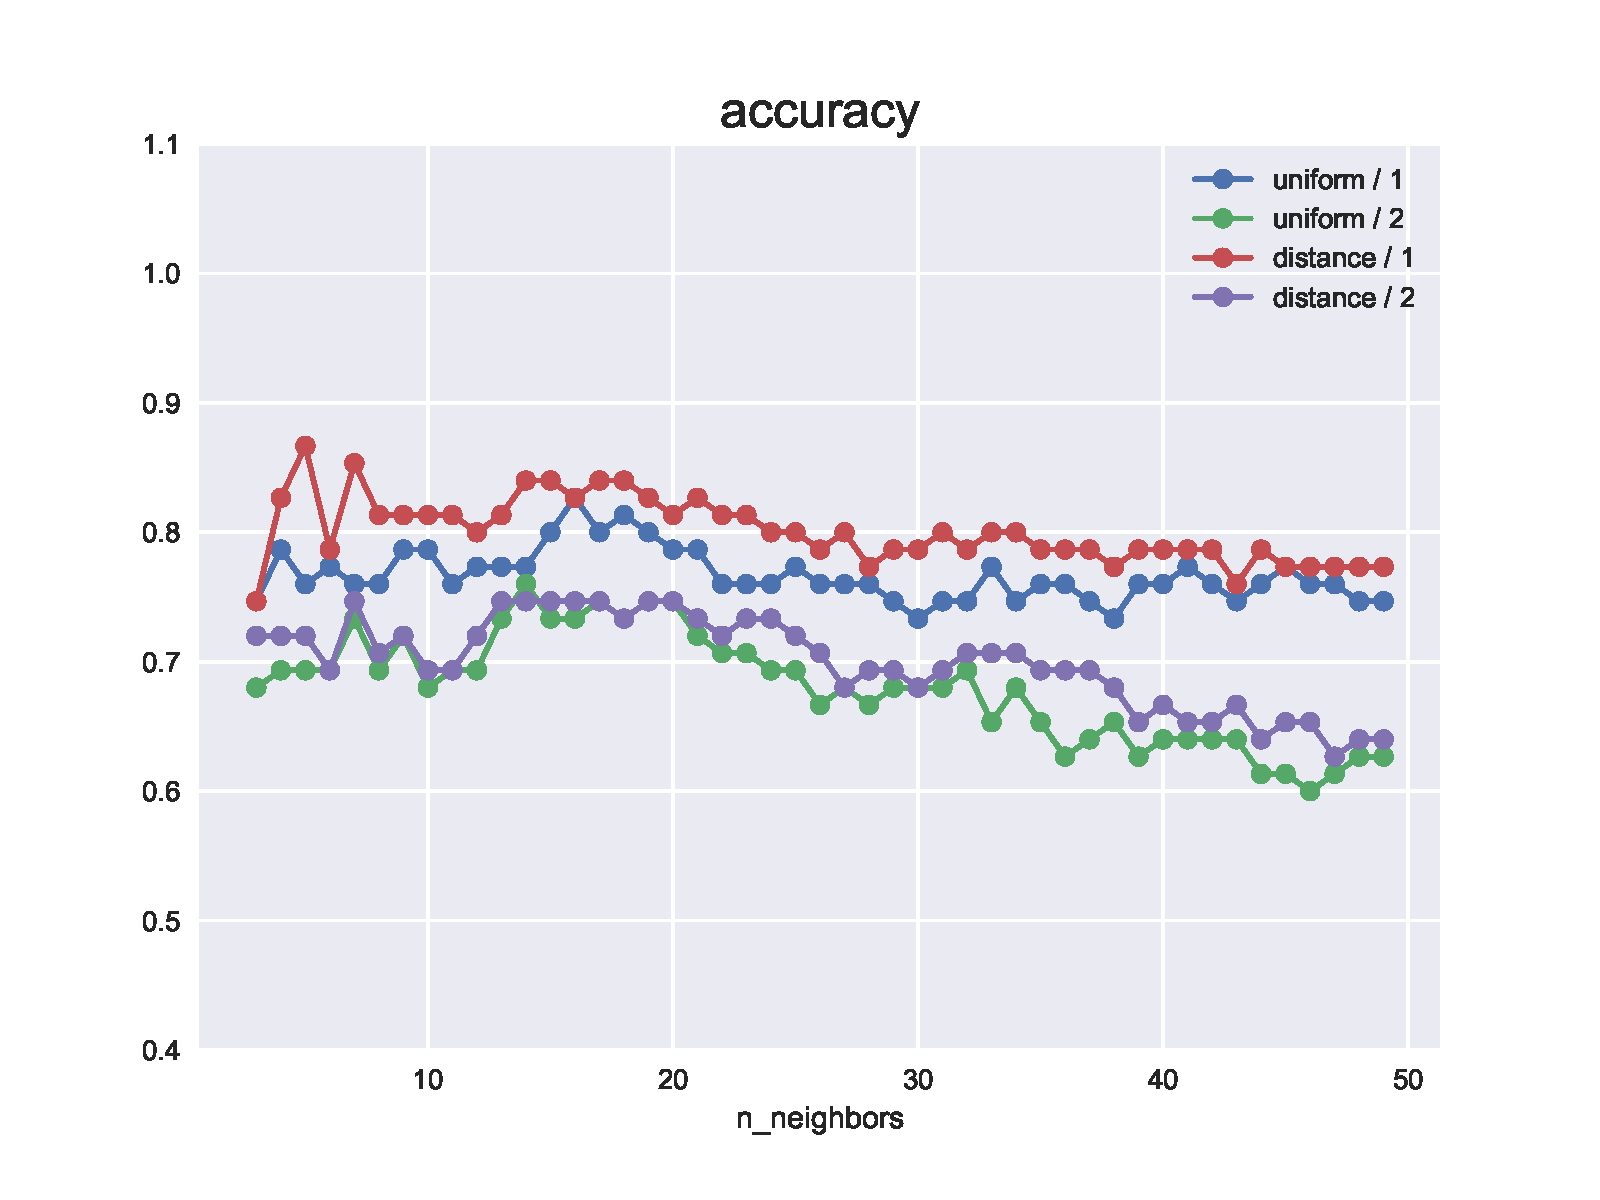 accuracy
1.1
1.0
0.9
0.8
0.7
0.6
0.5
0.4
uniform / 1
uniform / 2
distance / 1
distance / 2
10 20 30 40 50
n_neighbors